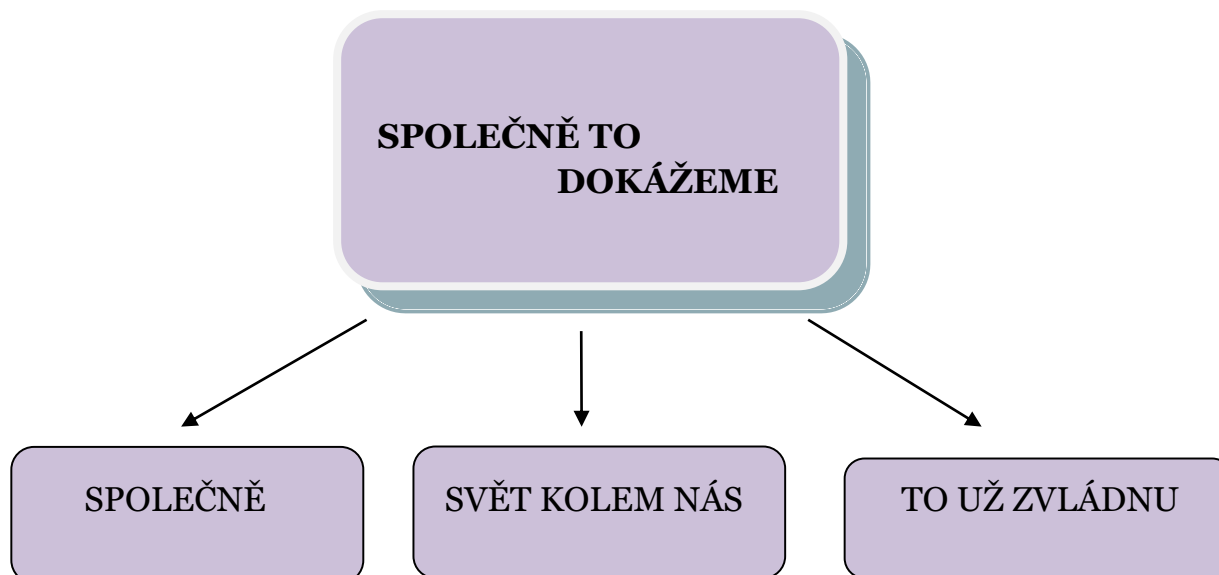 SPOLEČNĚ TO
DOKÁŽEME
SPOLEČNĚ
SVĚT KOLEM NÁS
TO UŽ ZVLÁDNU